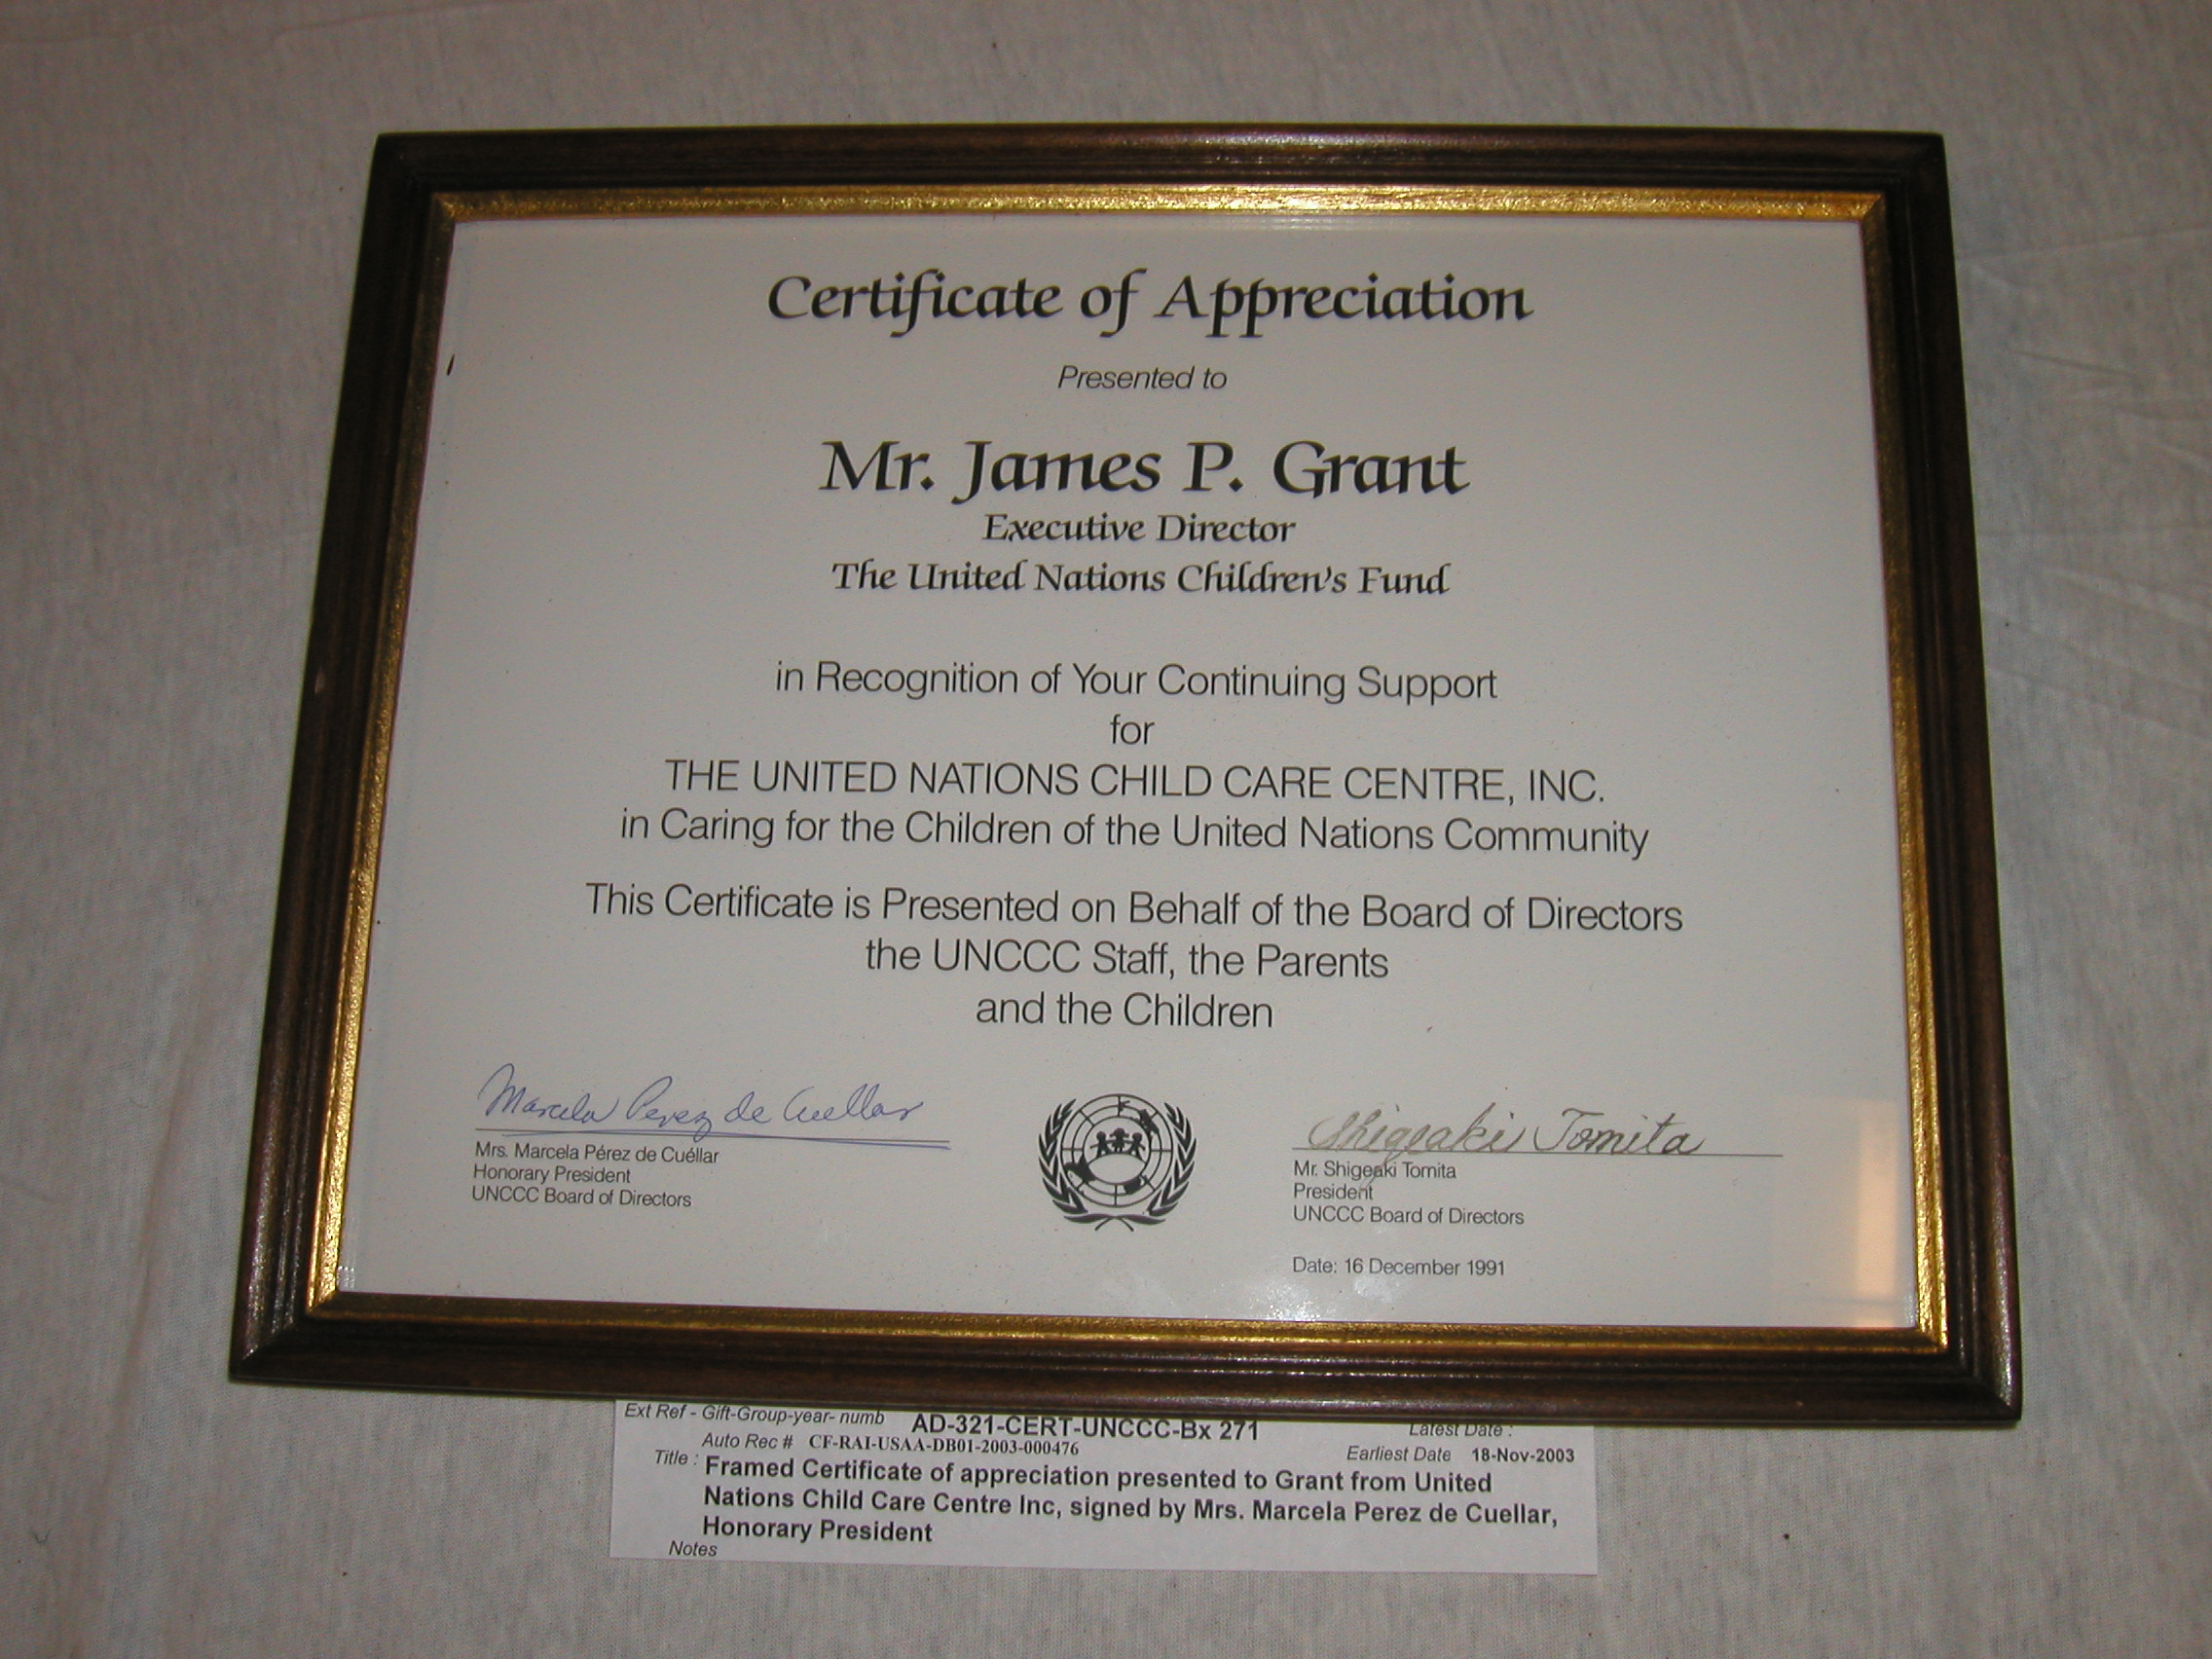 Certificate of Appreciation
Presented to
Mr. James P. Grant
Executive Director
The United Nations Children's Fund
in Recognition of Your Continuing Support
for
THE UNITED NATIONS CHILD CARE CENTRE, INC.
in Caring for the Children of the United Nations Community
This Certificate is Presented on Behalf of the Board of Directors
the UNCCC Staff, the Parents
and the Children
Marcela Perez de Cuellar
Mrs. Marcela Pérez de Cuéllar
Honorary President
UNCCC Board of Directors
Shigeaki Tomita
Mr. Shigeaki Tomita
President
UNCCC Board of Directors
Date: 16 December 1991
Ext Ref - Gift-Group-year- numb AD-321-CERT-UNCCC-Bx 271 Latest Date :
Auto Rec # CF-RAI-USAA-DB01-2003-000476 Earliest Date 18-Nov-2003
Title : Framed Certificate of appreciation presented to Grant from United
Nations Child Care Centre Inc, signed by Mrs. Marcela Perez de Cuellar,
Honorary President
Notes